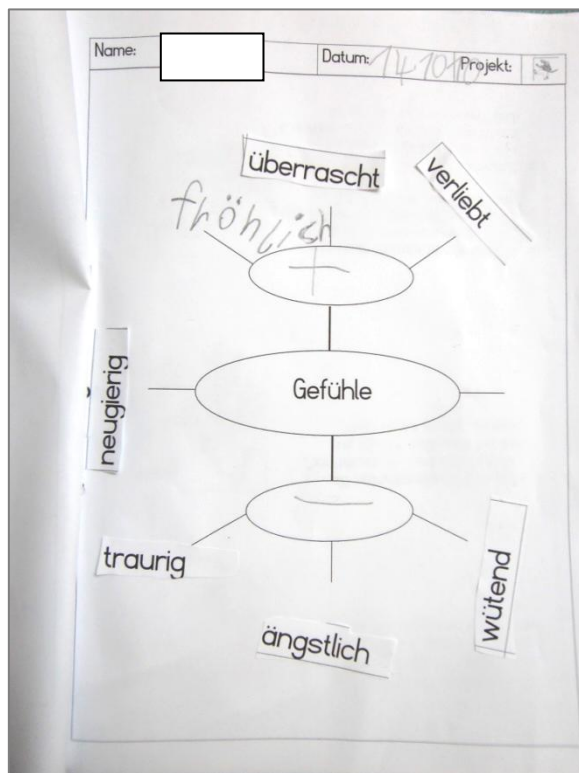 Name:
Datum: 14.10.10
Projekt:
überrascht
verliebt
fröhlich
+
Gefühle
neugierig
−
traurig
wütend
ängstlich